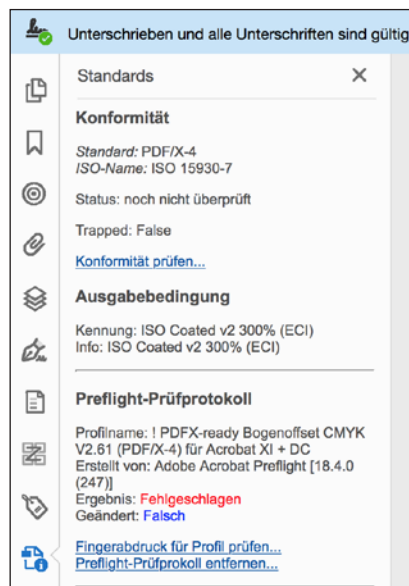 Unterschrieben und alle Unterschriften sind gültig
Standards
Konformität
Standard: PDF/X-4
ISO-Name: ISO 15930-7
Status: noch nicht überprüft
Trapped: False
Konformität prüfen...
Ausgabebedingung
Kennung: ISO Coated v2 300% (ECI)
Info: ISO Coated v2 300% (ECI)
Preflight-Prüfprotokoll
Profilname: ! PDFX-ready Bogenoffset CMYK
V2.61 (PDF/X-4) für Acrobat XI + DC
Erstellt von: Adobe Acrobat Preflight [18.4.0
(247)]
Ergebnis: Fehlgeschlagen
Geändert: Falsch
Fingerabdruck für Profil prüfen...
Preflight-Prüfprotokoll entfernen...